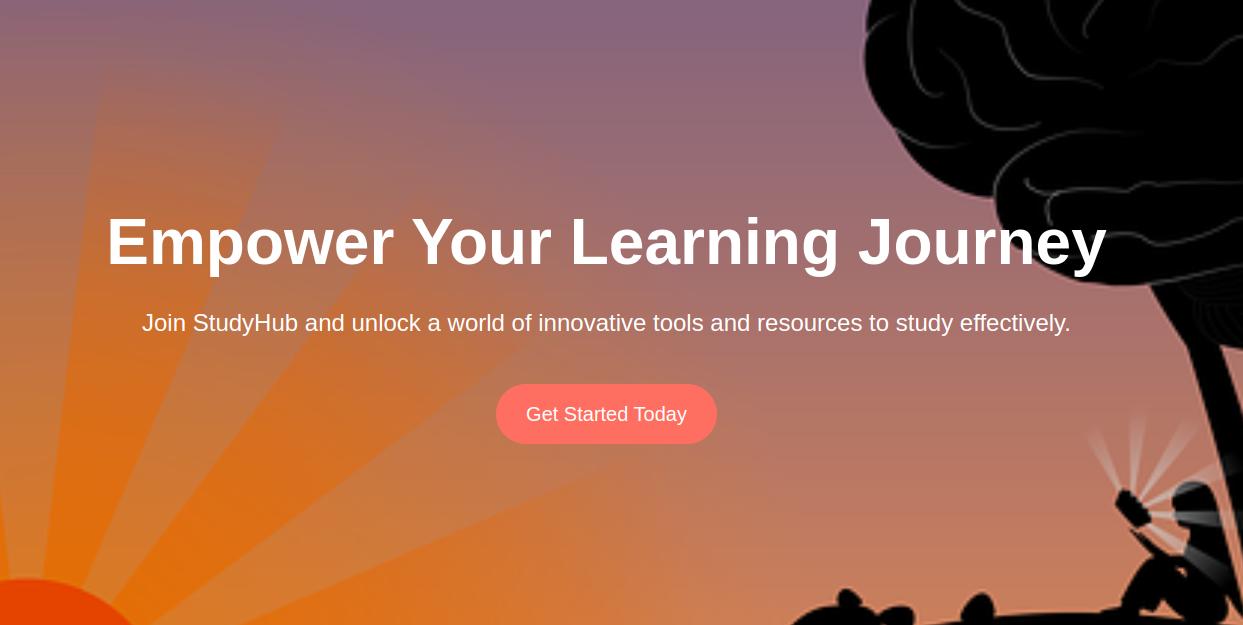 Empower Your Learning Journey
Join StudyHub and unlock a world of innovative tools and resources to study effectively.
Get Started Today